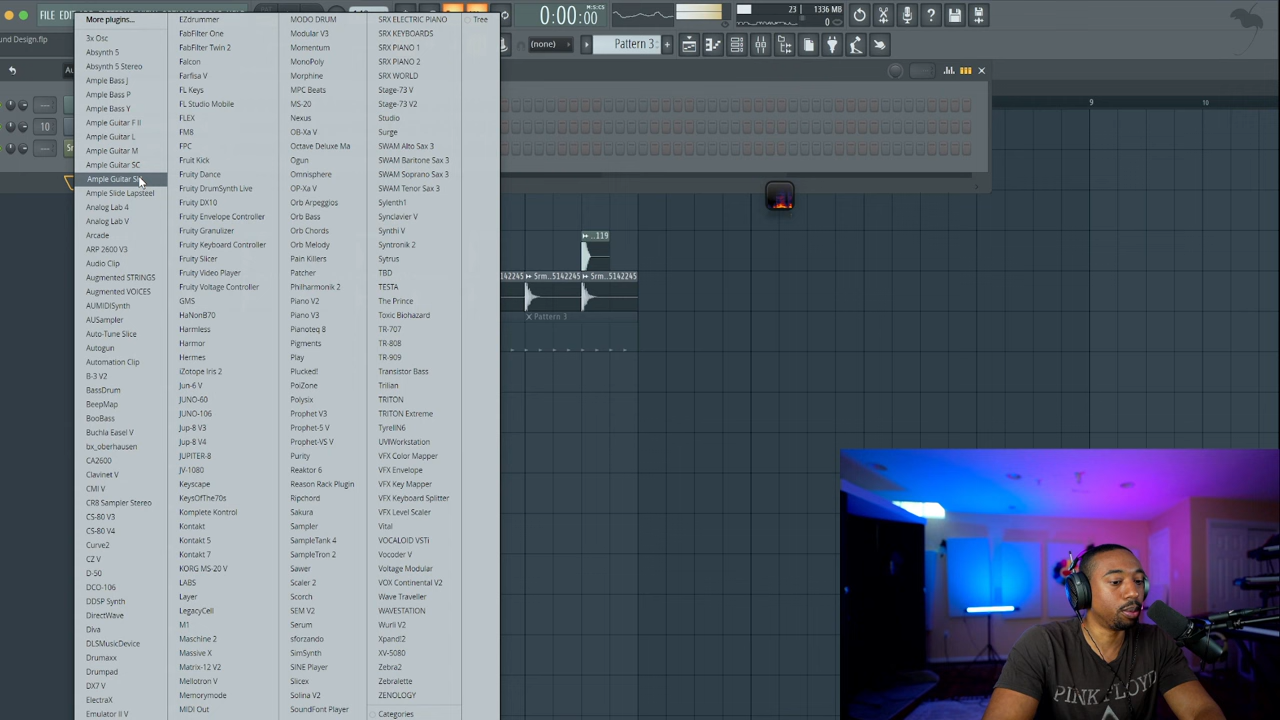 0:00:00
M:S:CS
23
1336 MB
und Design.flp
(none)
Pattern 3
9
10
10
..119
5142245
Srm..5142245
Srm..5142245
Pattern 3
More plugins...
3x Osc
Absynth 5
Absynth 5 Stereo
Ample Bass J
Ample Bass P
Ample Bass Y
Ample Guitar F II
Ample Guitar L
Ample Guitar M
Ample Guitar SC
Ample Guitar
Ample Slide Lapsteel
Analog Lab 4
Analog Lab V
Arcade
ARP 2600 V3
Audio Clip
Augmented STRINGS
Augmented VOICES
AUMIDISynth
AUSampler
Auto-Tune Slice
Autogun
Automation Clip
B-3 V2
BassDrum
BeepMap
BooBass
Buchla Easel V
bx_oberhausen
CA2600
Clavinet V
CMI V
CR8 Sampler Stereo
CS-80 V3
CS-80 V4
Curve2
CZ V
D-50
DCO-106
DDSP Synth
DirectWave
Diva
DLSMusicDevice
Drumaxx
Drumpad
DX7 V
ElectraX
Emulator II V
EZdrummer
FabFilter One
FabFilter Twin 2
Falcon
Farfisa V
FL Keys
FL Studio Mobile
FLEX
FM8
FPC
Fruit Kick
Fruity Dance
Fruity DrumSynth Live
Fruity DX10
Fruity Envelope Controller
Fruity Granulizer
Fruity Keyboard Controller
Fruity Slicer
Fruity Video Player
Fruity Voltage Controller
GMS
HaNonB70
Harmless
Harmor
Hermes
iZotope Iris 2
Jun-6 V
JUNO-60
JUNO-106
Jup-8 V3
Jup-8 V4
JUPITER-8
JV-1080
Keyscape
KeysOfThe70s
Komplete Kontrol
Kontakt
Kontakt 5
Kontakt 7
KORG MS-20 V
LABS
Layer
LegacyCell
M1
Maschine 2
Massive X
Matrix-12 V2
Mellotron V
Memorymode
MIDI Out
MODO DRUM
Modular V3
Momentum
MonoPoly
Morphine
MPC Beats
MS-20
Nexus
OB-Xa V
Octave Deluxe Ma
Ogun
Omnisphere
OP-Xa V
Orb Arpeggios
Orb Bass
Orb Chords
Orb Melody
Pain Killers
Patcher
Philharmonik 2
Piano V2
Piano V3
Pianoteq 8
Pigments
Play
Plucked!
PoiZone
Polysix
Prophet V3
Prophet-5 V
Prophet-VS V
Purity
Reaktor 6
Reason Rack Plugin
Ripchord
Sakura
Sampler
SampleTank 4
SampleTron 2
Sawer
Scaler 2
Scorch
SEM V2
Serum
sforzando
SimSynth
SINE Player
Slicex
Solina V2
SoundFont Player
SRX ELECTRIC PIANO
SRX KEYBOARDS
SRX PIANO 1
SRX PIANO 2
SRX WORLD
Stage-73 V
Stage-73 V2
Studio
Surge
SWAM Alto Sax 3
SWAM Baritone Sax 3
SWAM Soprano Sax 3
SWAM Tenor Sax 3
Sylenth1
Synclavier V
Synthi V
Syntronik 2
Sytrus
TBD
TESTA
The Prince
Toxic Biohazard
TR-707
TR-808
TR-909
Transistor Bass
Trilian
TRITON
TRITON Extreme
TyrellN6
UVIWorkstation
VFX Color Mapper
VFX Envelope
VFX Key Mapper
VFX Keyboard Splitter
VFX Level Scaler
Vital
VOCALOID VSTi
Vocoder V
Voltage Modular
VOX Continental V2
Wave Traveller
WAVESTATION
Wurli V2
Xpand!2
XV-5080
Zebra2
Zebralette
ZENOLOGY
Categories
Tree
PINK FLOYD